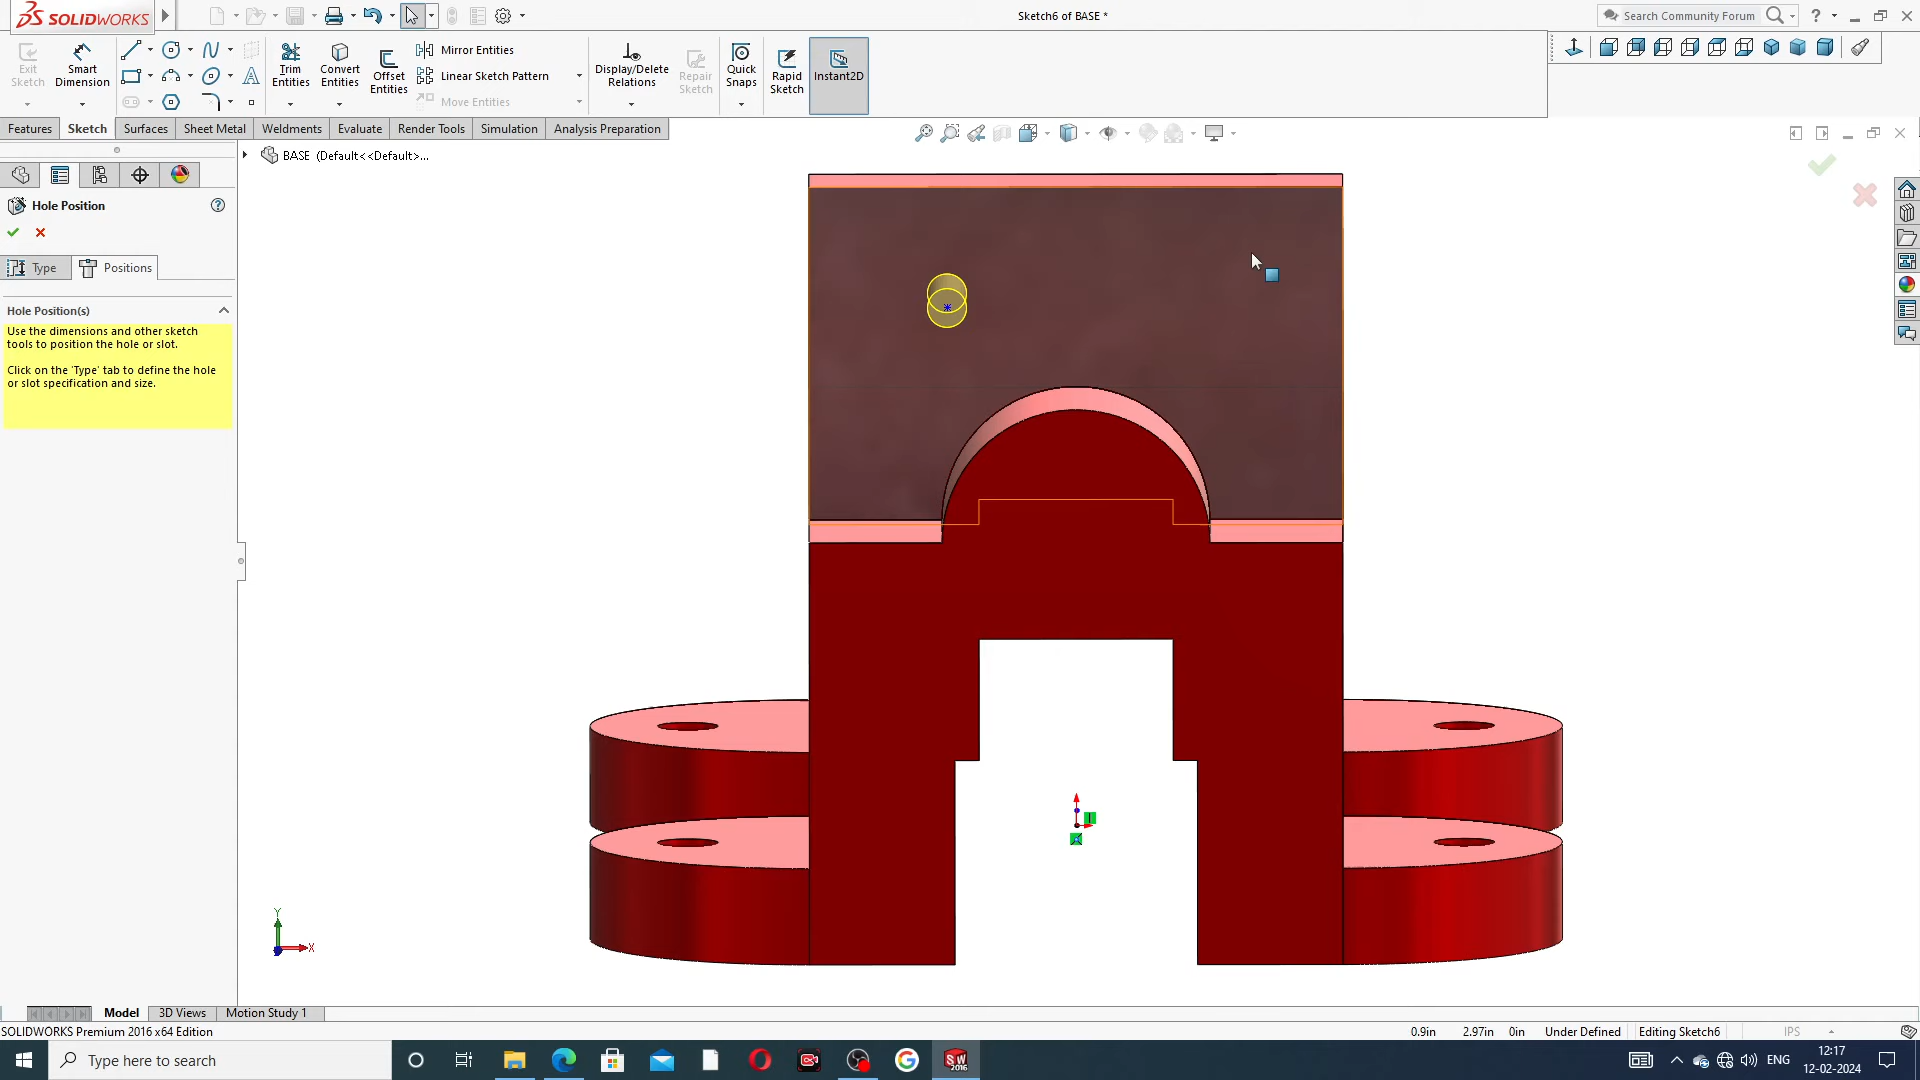 SOLIDWORKS
Sketch6 of BASE *
Search Community Forum
Exit Sketch
Smart Dimension
Trim Entities
Convert Entities
Offset Entities
Mirror Entities
Linear Sketch Pattern
Move Entities
Display/Delete Relations
Repair Sketch
Quick Snaps
Rapid Sketch
Instant2D
Features
Sketch
Surfaces
Sheet Metal
Weldments
Evaluate
Render Tools
Simulation
Analysis Preparation
BASE (Default<<Default>...
Hole Position
Type
Positions
Hole Position(s)
Use the dimensions and other sketch
tools to position the hole or slot.
Click on the 'Type' tab to define the hole
or slot specification and size.
Y
X
Model
3D Views
Motion Study 1
SOLIDWORKS Premium 2016 x64 Edition
0.9in
2.97in
0in
Under Defined
Editing Sketch6
IPS
Type here to search
SW
2016
ENG
12:17
12-02-2024